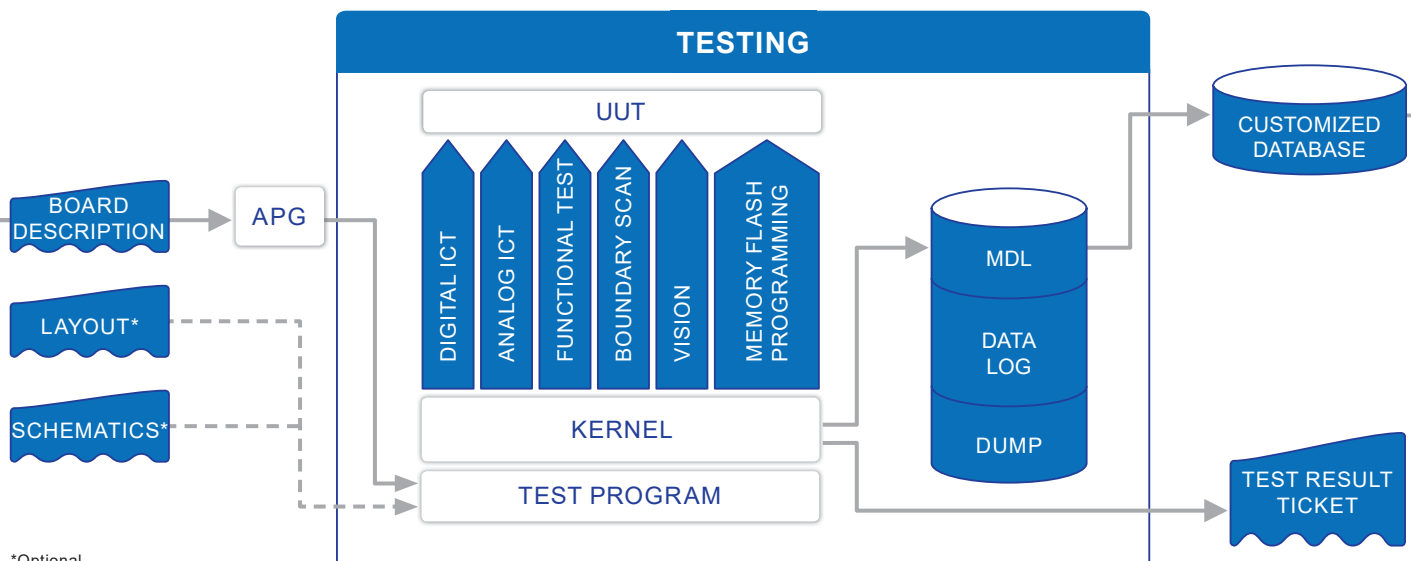 TESTING
UUT
CUSTOMIZED
DATABASE
BOARD
DESCRIPTION
APG
LAYOUT*
SCHEMATICS*
DIGITAL ICT
ANALOG ICT
FUNCTIONAL TEST
BOUNDARY SCAN
VISION
MEMORY FLASH
PROGRAMMING
MDL
DATA
LOG
DUMP
KERNEL
TEST PROGRAM
TEST RESULT
TICKET
*Optional